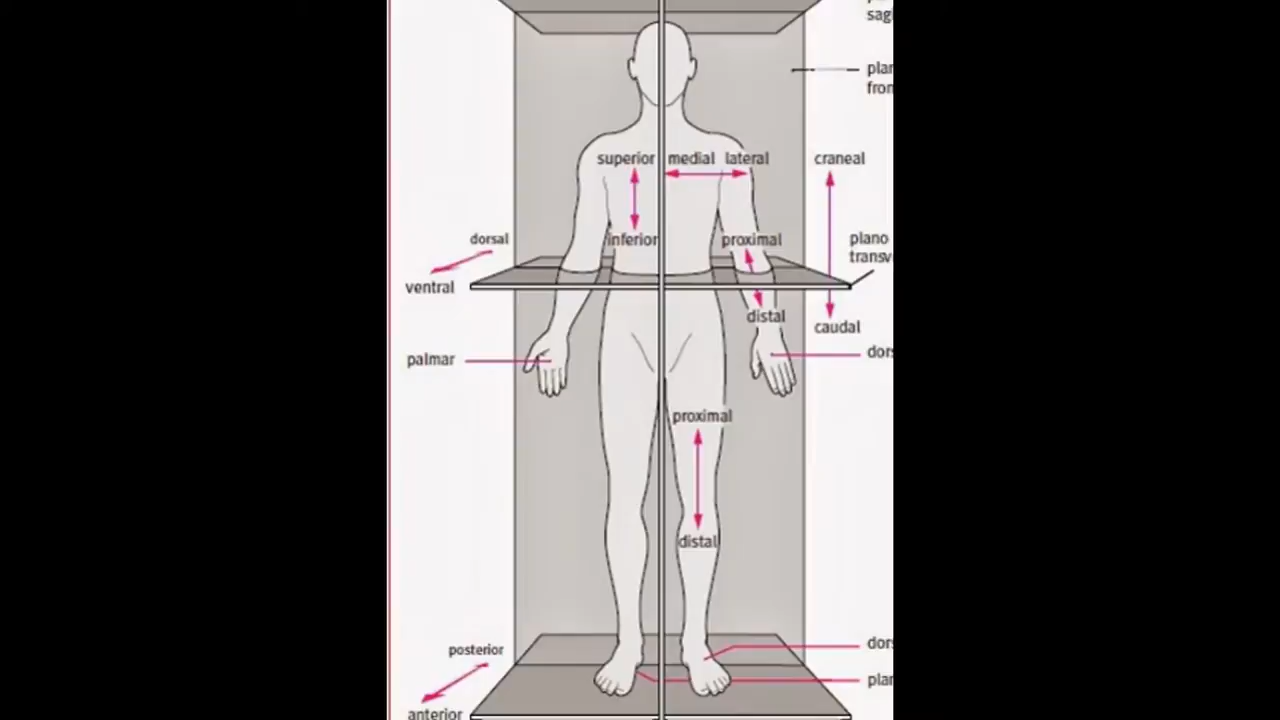 sagi
plan
fron
superior
medial
lateral
craneal
dorsal
inferior
proximal
plano
transv
ventral
distal
caudal
palmar
dors
proximal
distal
dors
posterior
plan
anterior